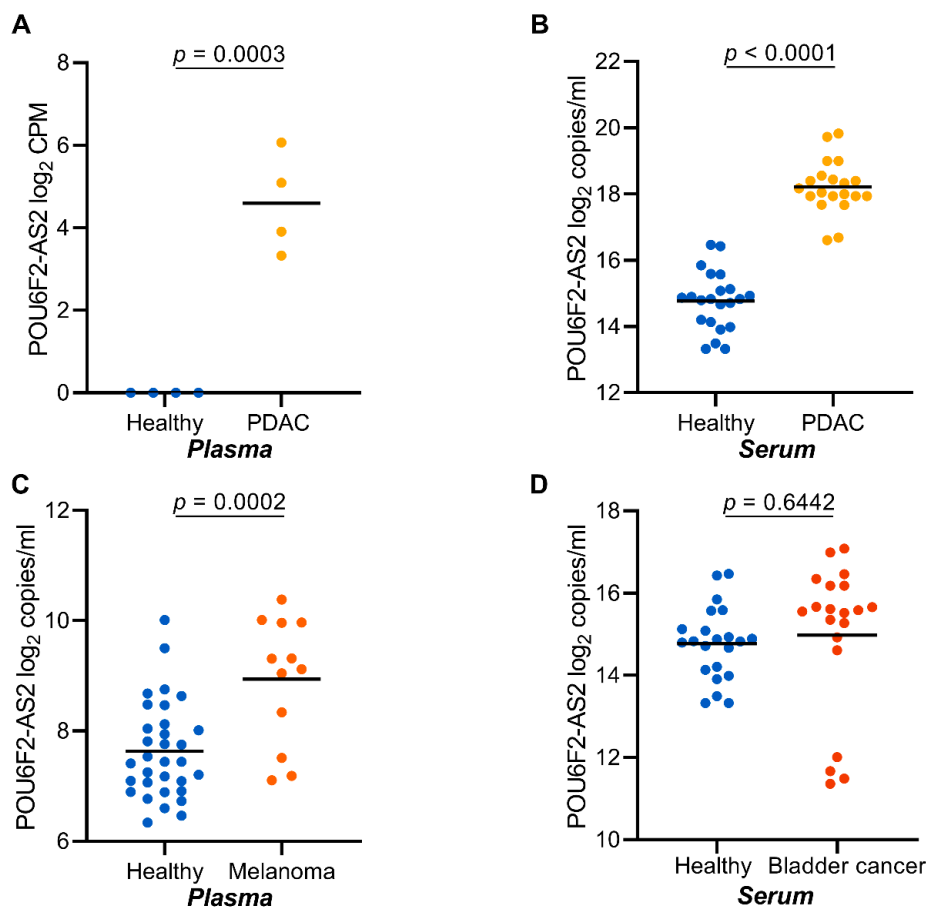 A
p = 0.0003
POU6F2-AS2 log₂ CPM
8
6
4
2
0
Healthy
PDAC
Plasma
B
p < 0.0001
POU6F2-AS2 log₂ copies/ml
22
20
18
16
14
12
Healthy
PDAC
Serum
C
p = 0.0002
POU6F2-AS2 log₂ copies/ml
12
10
8
6
Healthy
Melanoma
Plasma
D
p = 0.6442
POU6F2-AS2 log₂ copies/ml
18
16
14
12
10
Healthy
Bladder cancer
Serum